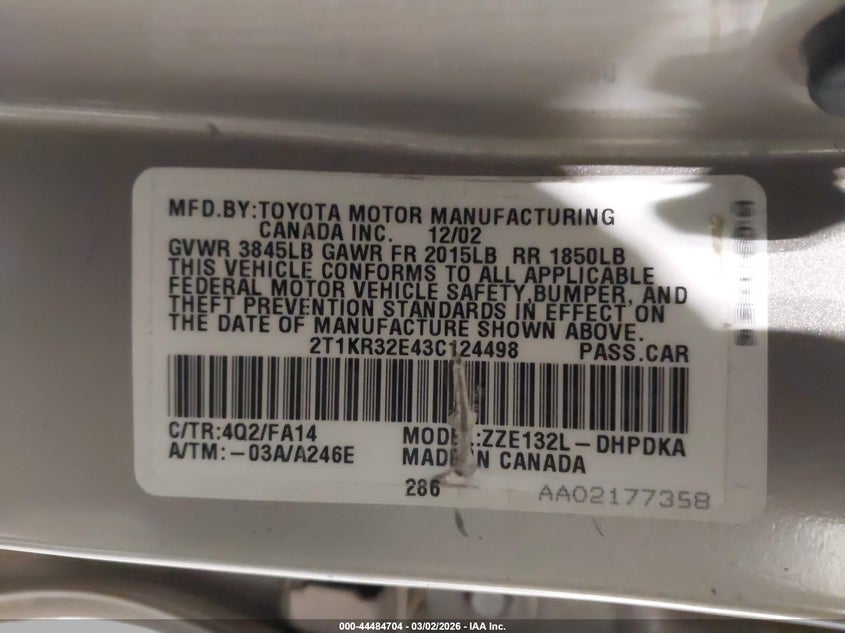 MFD.BY:TOYOTA MOTOR MANUFACTURING
CANADA INC. 12/02
GVWR 3845LB GAWR FR 2015LB RR 1850LB
THIS VEHICLE CONFORMS TO ALL APPLICABLE
FEDERAL MOTOR VEHICLE SAFETY,BUMPER, AND
THEFT PREVENTION STANDARDS IN EFFECT ON
THE DATE OF MANUFACTURE SHOWN ABOVE.
2T1KR32E43C124498 PASS.CAR
C/TR:4Q2/FA14 MODEL:ZZE132L-DHPDKA
A/TM:-03A/A246E MADE IN CANADA
286 AA02177358
000-44484704 - 03/02/2026 - IAA Inc.